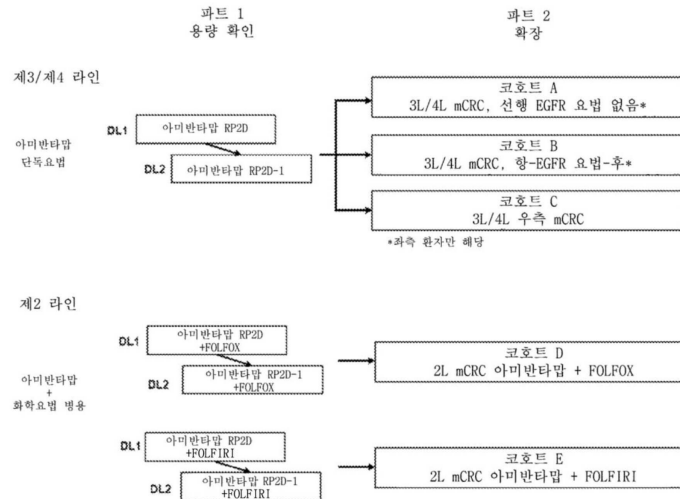 파트 1
용량 확인
파트 2
확장
제3/제4 라인
아미반타맙
단독요법
DL1
아미반타맙 RP2D
DL2
아미반타맙 RP2D-1
코호트 A
3L/4L mCRC, 선행 EGFR 요법 없음*
코호트 B
3L/4L mCRC, 항-EGFR 요법-후*
코호트 C
3L/4L 우측 mCRC
*좌측 환자만 해당
제2 라인
아미반타맙
+
화학요법 병용
DL1
아미반타맙 RP2D
+FOLFOX
DL2
아미반타맙 RP2D-1
+FOLFOX
코호트 D
2L mCRC 아미반타맙 + FOLFOX
DL1
아미반타맙 RP2D
+FOLFIRI
DL2
아미반타맙 RP2D-1
+FOLFIRI
코호트 E
2L mCRC 아미반타맙 + FOLFIRI